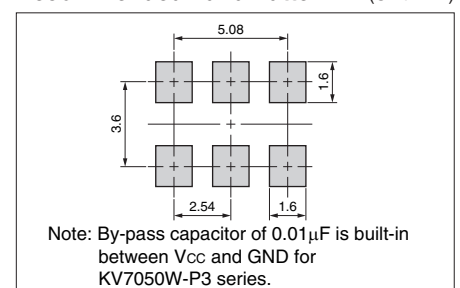 5.08
1.6
3.6
2.54
1.6
Note: By-pass capacitor of 0.01μF is built-in
between Vcc and GND for
KV7050W-P3 series.